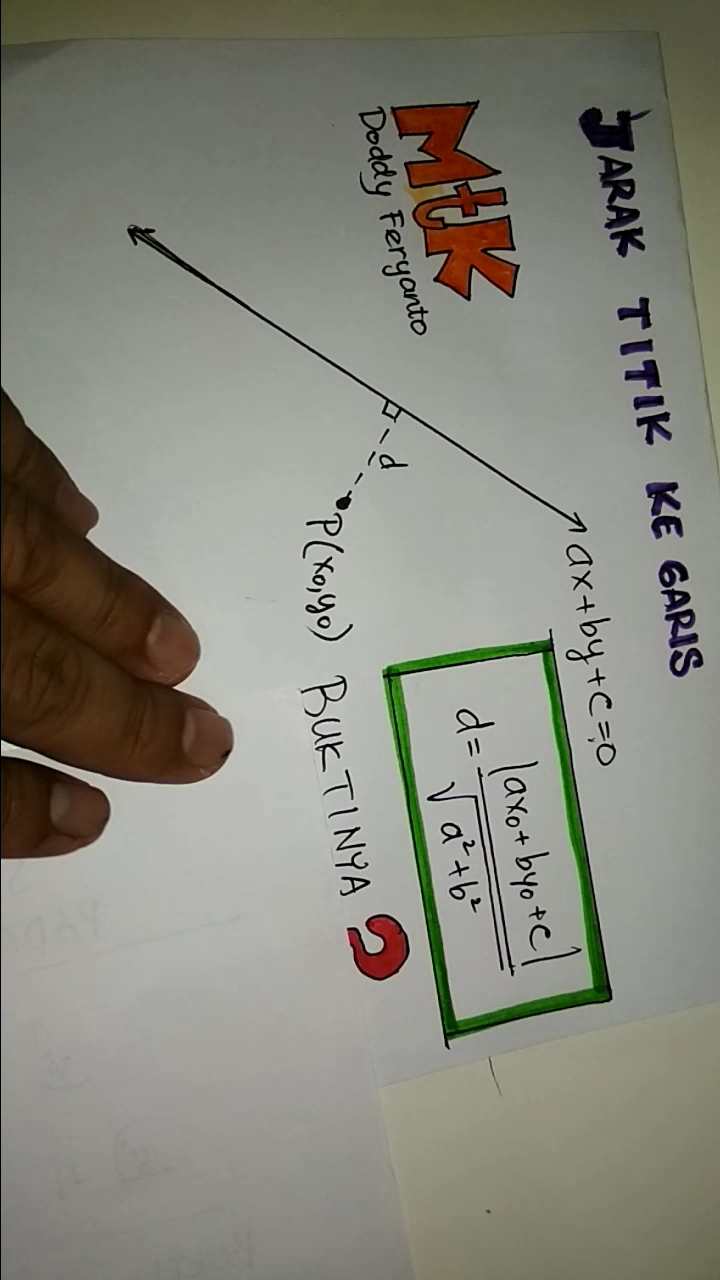 JARAK TITIK KE GARIS
MtK
Doddy Feryanto
ax+by+c=0
d
P(x₀,y₀)
d = |ax₀+by₀+c| / √a²+b²
BUKTINYA ?